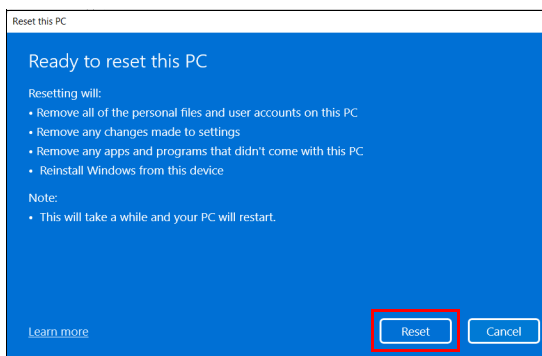 Reset this PC
Ready to reset this PC
Resetting will:
• Remove all of the personal files and user accounts on this PC
• Remove any changes made to settings
• Remove any apps and programs that didn't come with this PC
• Reinstall Windows from this device
Note:
• This will take a while and your PC will restart.
Learn more
Reset
Cancel